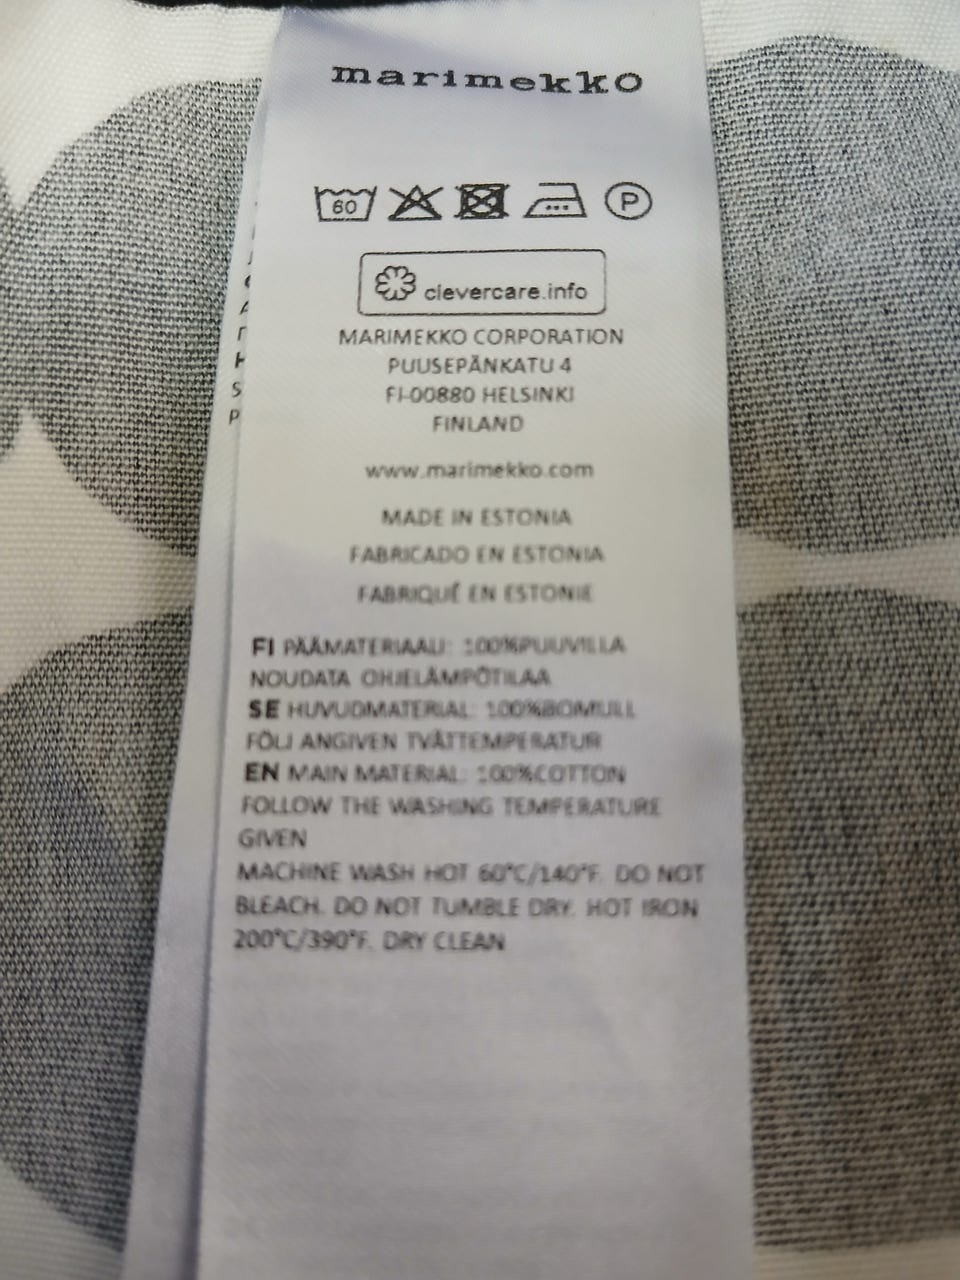 marimekko
60 P
clevercare.info
MARIMEKKO CORPORATION
PUUSEPÄNKATU 4
FI-00880 HELSINKI
FINLAND
www.marimekko.com
MADE IN ESTONIA
FABRICADO EN ESTONIA
FABRIQUÉ EN ESTONIE
FI PÄÄMATERIAALI: 100%PUUVILLA
NOUDATA OHJELÄMPÖTILAA
SE HUVUDMATERIAL: 100%BOMULL
FÖLJ ANGIVEN TVÄTTEMPERATUR
EN MAIN MATERIAL: 100%COTTON
FOLLOW THE WASHING TEMPERATURE
GIVEN
MACHINE WASH HOT 60°C/140°F. DO NOT
BLEACH. DO NOT TUMBLE DRY. HOT IRON
200°C/390°F. DRY CLEAN